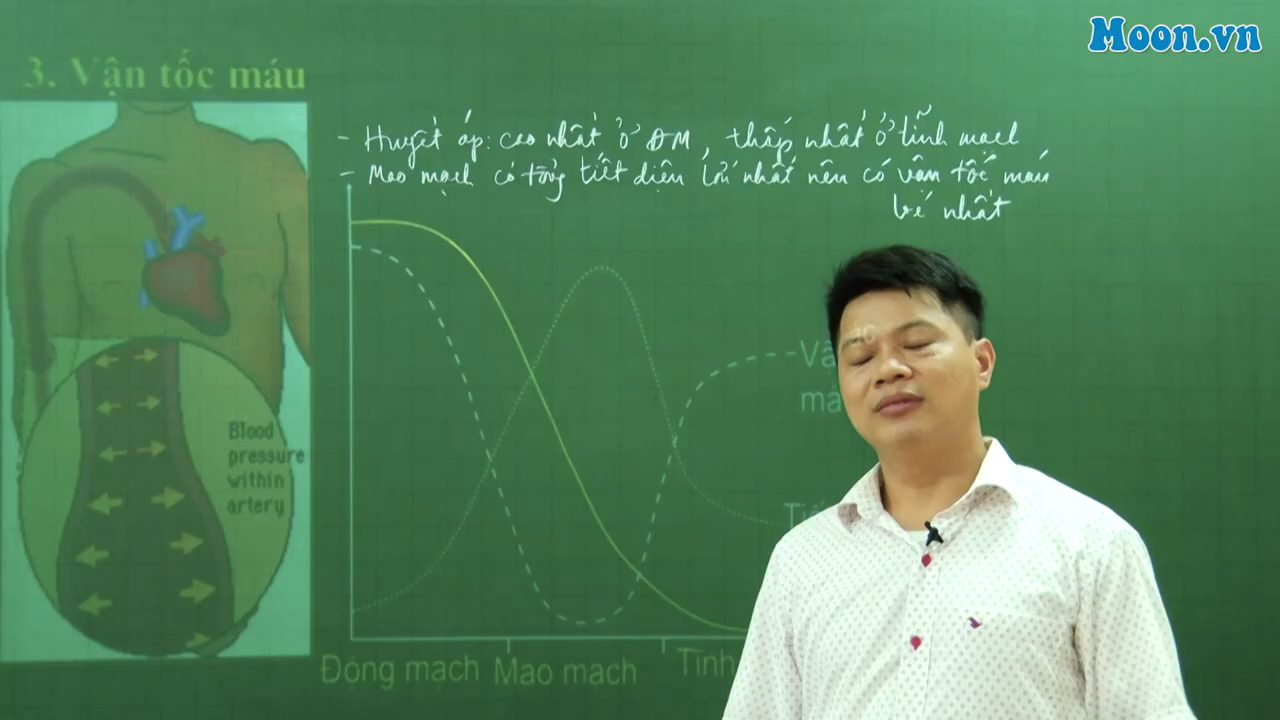 Moon.vn
3. Vận tốc máu
- Huyết áp: cao nhất ở ĐM, thấp nhất ở tĩnh mạch
- Mao mạch có tổng tiết diện lớn nhất nên có vận tốc máu
bé nhất
Blood
pressure
within
artery
Động mạch
Mao mạch